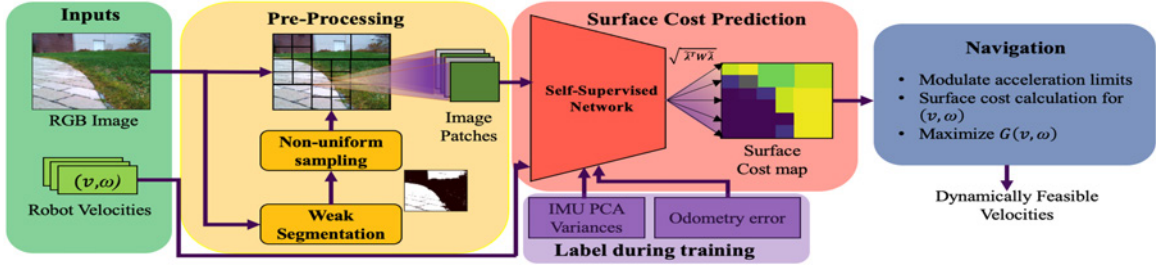 Inputs
RGB Image
(v,ω)
Robot Velocities
Pre-Processing
Image
Patches
Non-uniform
sampling
Weak
Segmentation
Surface Cost Prediction
Self-Supervised
Network
√λᵀWλ
Surface
Cost map
IMU PCA
Variances
Odometry error
Label during training
Navigation
• Modulate acceleration limits
• Surface cost calculation for
(v, ω)
• Maximize G(v, ω)
Dynamically Feasible
Velocities